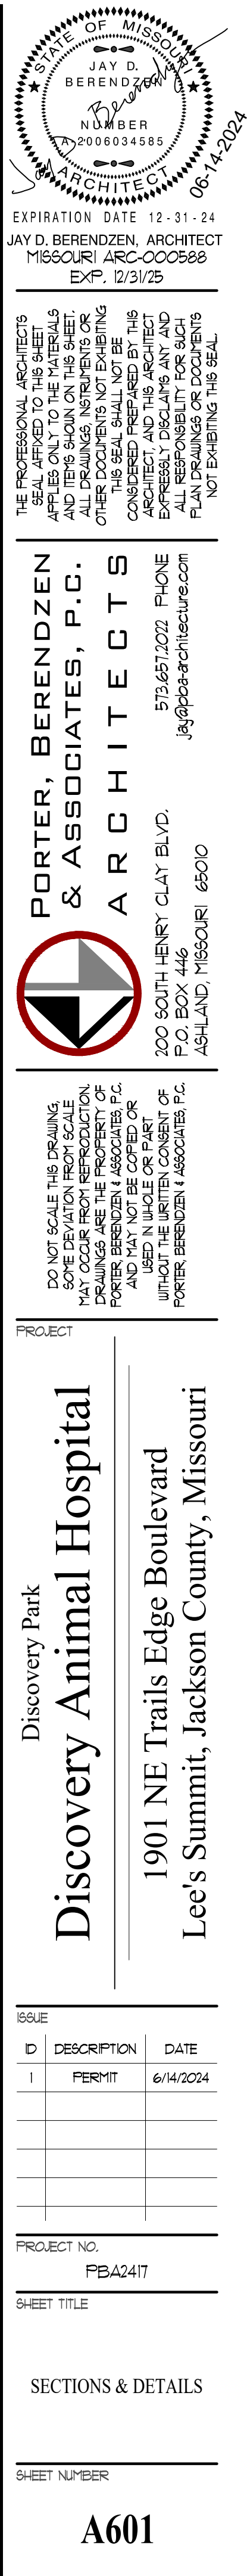 STATE OF MISSOURI
JAY D.
BERENDZEN
NUMBER
A-2006034585
ARCHITECT
Jay D Berendzen
06-14-2024
EXPIRATION DATE 12-31-24
JAY D. BERENDZEN, ARCHITECT
MISSOURI ARC-000588
EXP. 12/31/25
THE PROFESSIONAL ARCHITECTS
SEAL AFFIXED TO THIS SHEET
APPLIES ONLY TO THE MATERIALS
AND ITEMS SHOWN ON THIS SHEET.
ALL DRAWINGS, INSTRUMENTS OR
OTHER DOCUMENTS NOT EXHIBITING
THIS SEAL SHALL NOT BE
CONSIDERED PREPARED BY THIS
ARCHITECT, AND THIS ARCHITECT
EXPRESSLY DISCLAIMS ANY AND
ALL RESPONSIBILITY FOR SUCH
PLAN DRAWINGS OR DOCUMENTS
NOT EXHIBITING THIS SEAL.
PORTER, BERENDZEN
& ASSOCIATES, P.C.
ARCHITECTS
200 SOUTH HENRY CLAY BLVD. 573.657.2022 PHONE
P.O. BOX 446 jay@pba-architecture.com
ASHLAND, MISSOURI 65010
DO NOT SCALE THIS DRAWING,
SOME DEVIATION FROM SCALE
MAY OCCUR FROM REPRODUCTION.
DRAWINGS ARE THE PROPERTY OF
PORTER, BERENDZEN & ASSOCIATES, P.C.
AND MAY NOT BE COPIED OR
USED IN WHOLE OR PART
WITHOUT THE WRITTEN CONSENT OF
PORTER, BERENDZEN & ASSOCIATES, P.C.
PROJECT
Discovery Park
Discovery Animal Hospital
1901 NE Trails Edge Boulevard
Lee's Summit, Jackson County, Missouri
ISSUE
ID DESCRIPTION DATE
1 PERMIT 6/14/2024
PROJECT NO.
PBA2417
SHEET TITLE
SECTIONS & DETAILS
SHEET NUMBER
A601